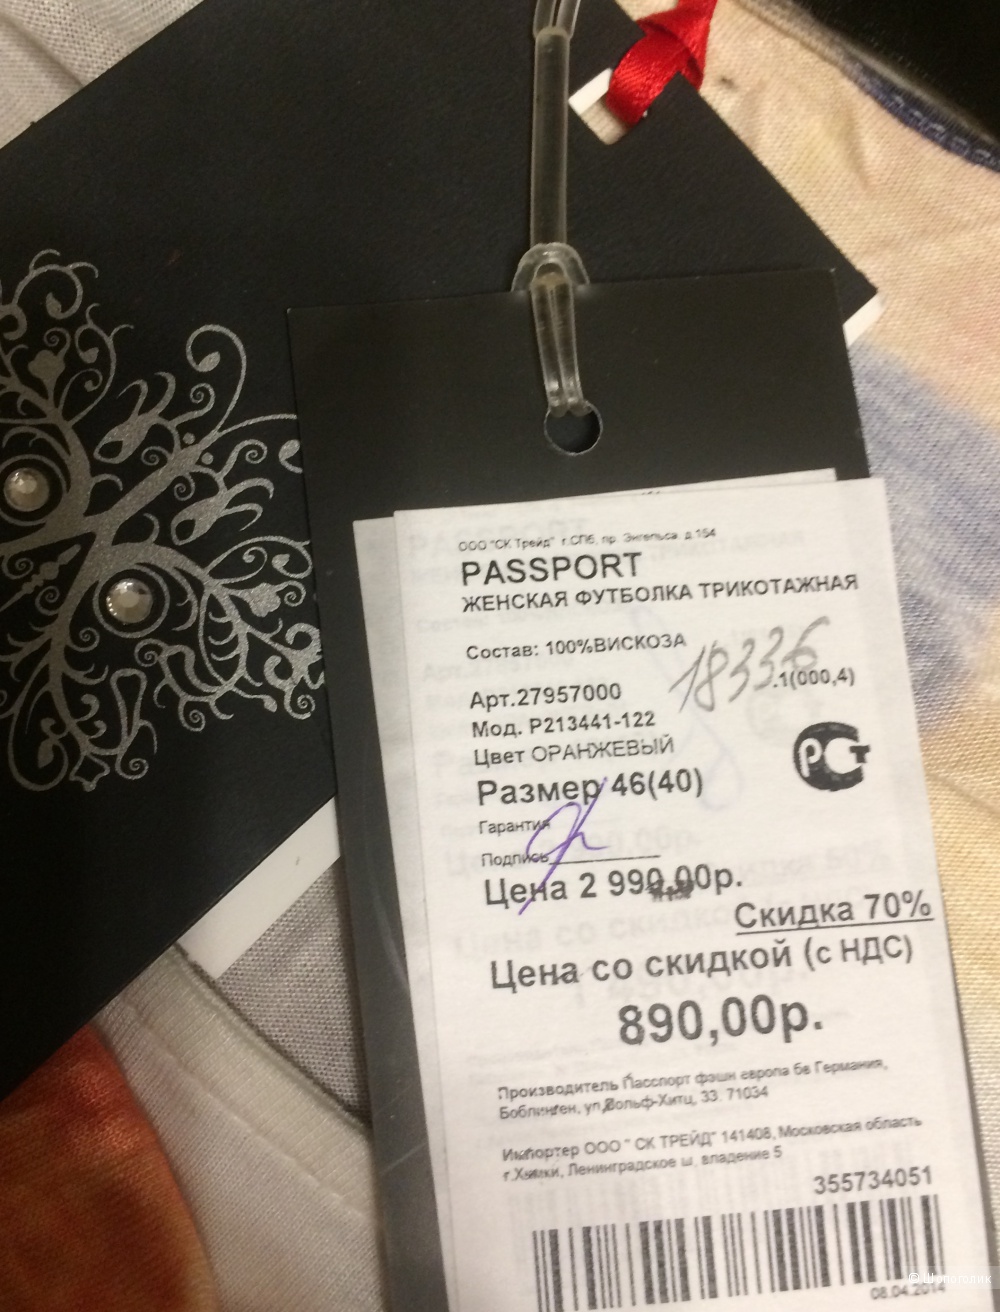 ООО "СК Трейд" г.СПб, пр. Энгельса, д.154
PASSPORT
ЖЕНСКАЯ ФУТБОЛКА ТРИКОТАЖНАЯ
Состав: 100%ВИСКОЗА
18336
.1(000,4)
Арт.27957000
Мод. P213441-122
Цвет ОРАНЖЕВЫЙ
РСТ
Размер 46(40)
Гарантия
Подпись
Цена 2 990,00р.
Скидка 70%
Цена со скидкой (с НДС)
890,00р.
Производитель Пасспорт фэшн европа бв Германия,
Боблинген, ул.Вольф-Хитц, 33. 71034
Импортер ООО " СК ТРЕЙД" 141408, Московская область
г.Химки, Ленинградское ш. владение 5
355734051
08.04.2014
© Шопоголик